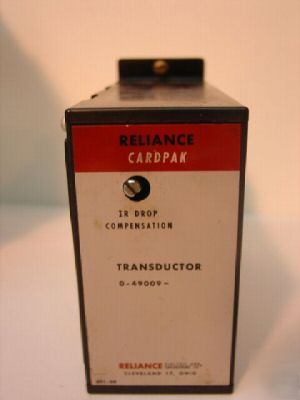 RELIANCE
CARDPAK
IR DROP
COMPENSATION
TRANSDUCTOR
0-49009-
RELIANCE
CLEVELAND 17, OHIO